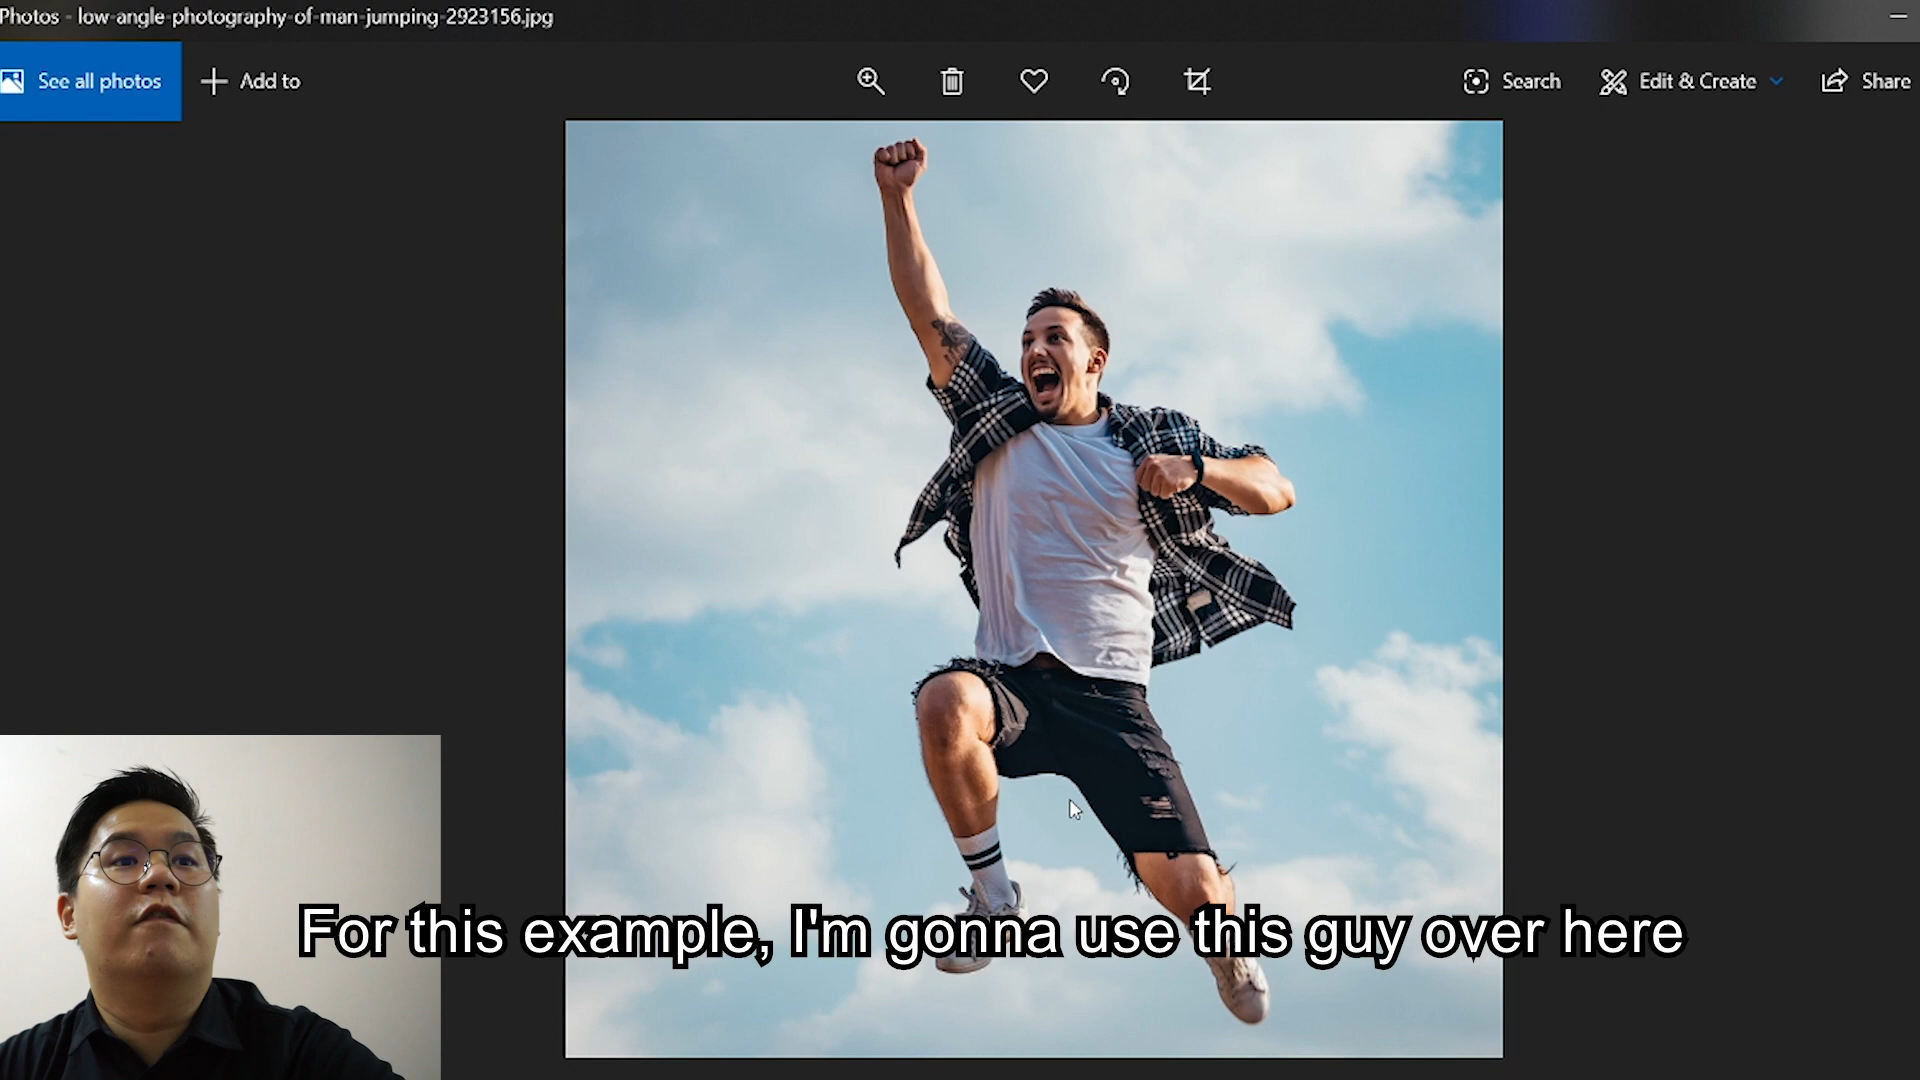 Photos - low-angle-photography-of-man-jumping-2923156.jpg
See all photos
Add to
Search
Edit & Create
Share
For this example, I'm gonna use this guy over here